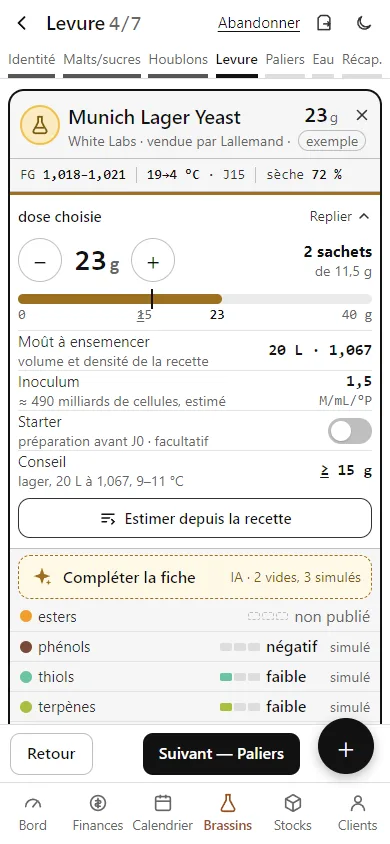 Levure 4/7
Abandonner
Identité Malts/sucres Houblons Levure Paliers Eau Récap.
Munich Lager Yeast
23 g
White Labs · vendue par Lallemand ·
exemple
FG 1,018–1,021 19→4 °C · J15 sèche 72 %
dose choisie
Replier
23 g
2 sachets
de 11,5 g
0 ≥15 23 40 g
Moût à ensemencer
volume et densité de la recette
20 L · 1,067
Inoculum
≈ 490 milliards de cellules, estimé
1,5
M/mL/°P
Starter
préparation avant J0 · facultatif
Conseil
lager, 20 L à 1,067, 9–11 °C
≥ 15 g
Estimer depuis la recette
Compléter la fiche
IA · 2 vides, 3 simulés
esters non publié
phénols négatif simulé
thiols faible simulé
terpènes faible simulé
Retour
Suivant — Paliers
Bord Finances Calendrier Brassins Stocks Clients